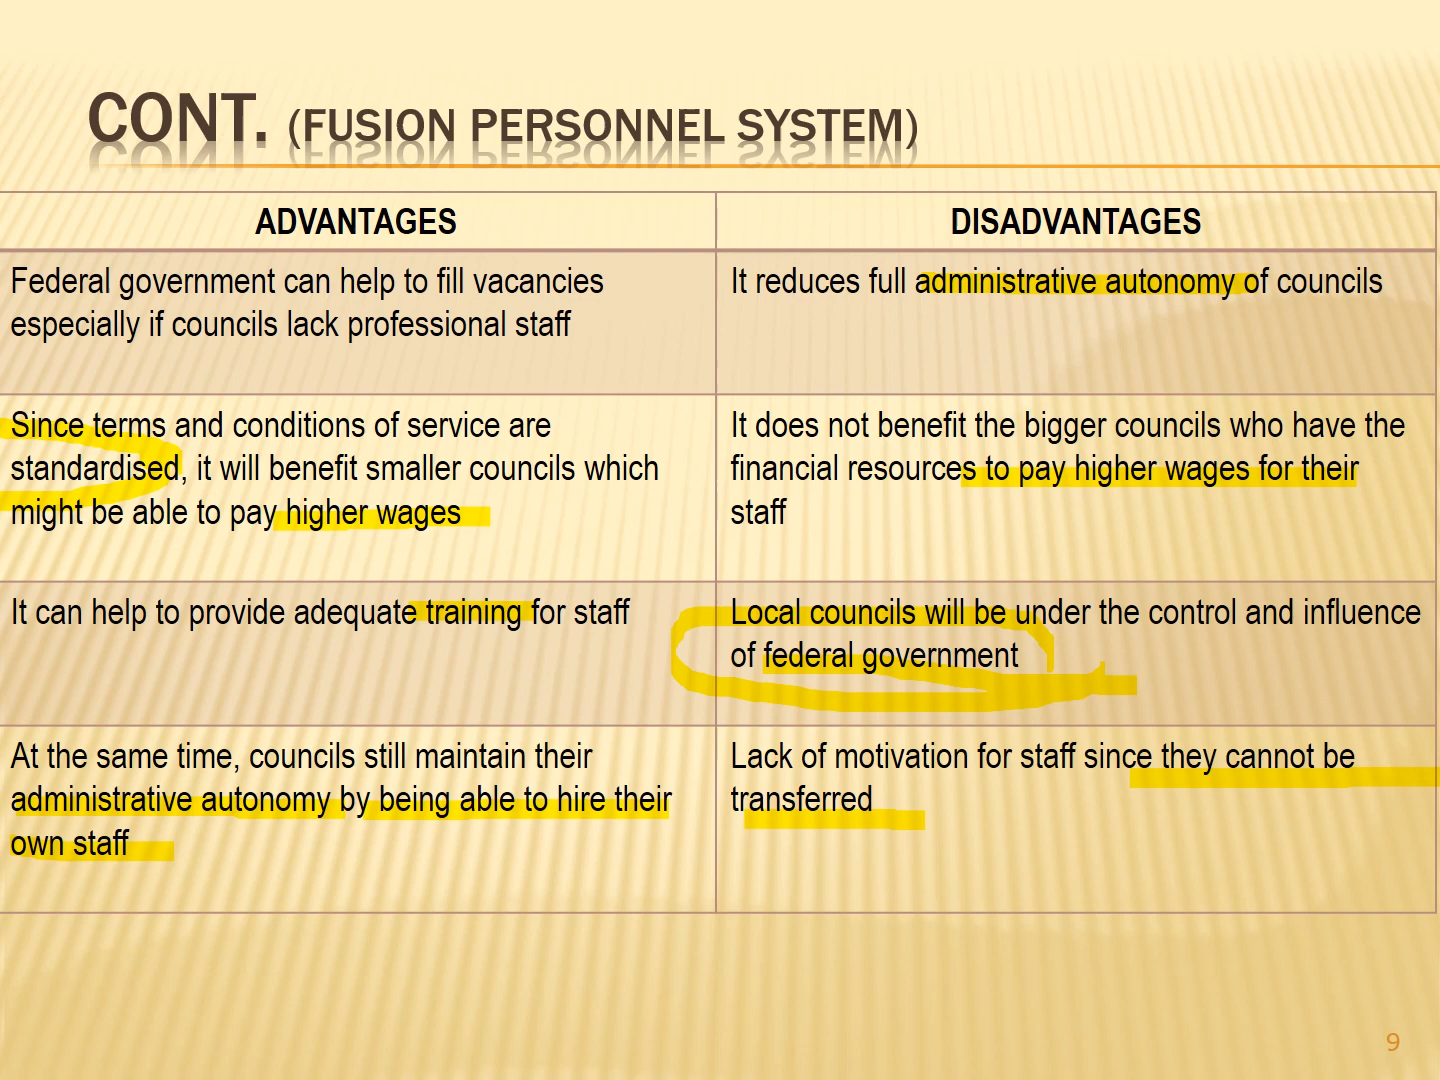 CONT. (FUSION PERSONNEL SYSTEM)
ADVANTAGES
DISADVANTAGES
Federal government can help to fill vacancies
especially if councils lack professional staff
It reduces full administrative autonomy of councils
Since terms and conditions of service are
standardised, it will benefit smaller councils which
might be able to pay higher wages
It does not benefit the bigger councils who have the
financial resources to pay higher wages for their
staff
It can help to provide adequate training for staff
Local councils will be under the control and influence
of federal government
At the same time, councils still maintain their
administrative autonomy by being able to hire their
own staff
Lack of motivation for staff since they cannot be
transferred
9